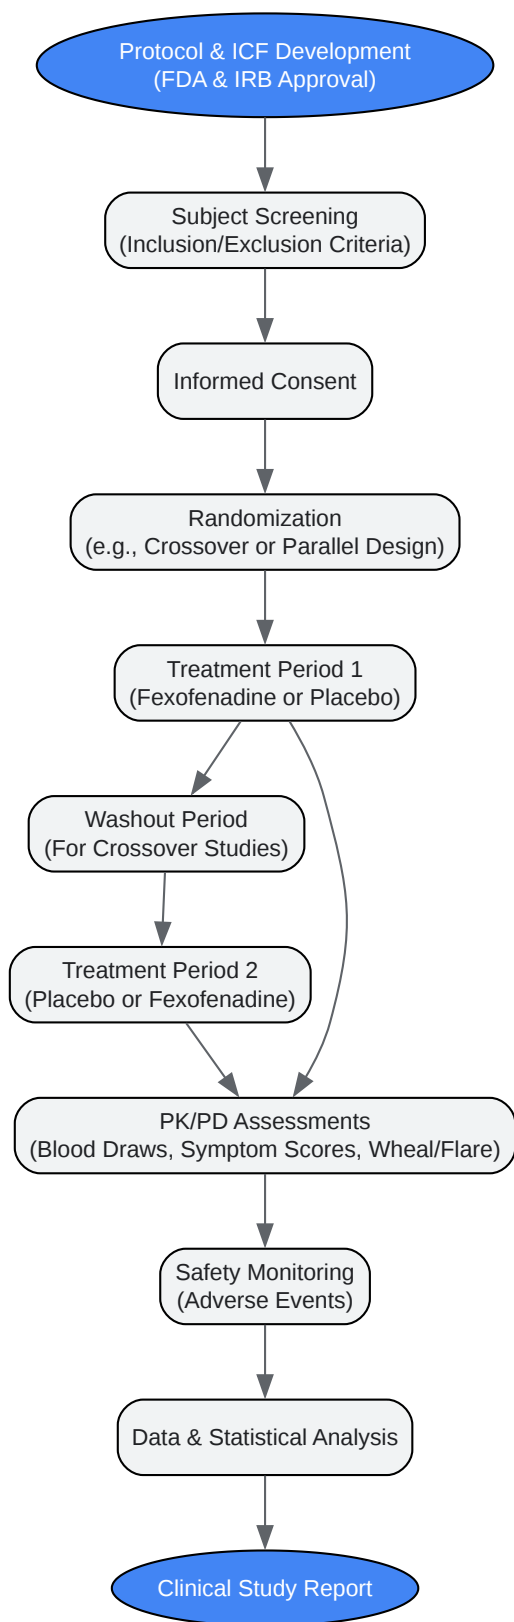 Protocol & ICF Development
(FDA & IRB Approval)
Subject Screening
(Inclusion/Exclusion Criteria)
Informed Consent
Randomization
(e.g., Crossover or Parallel Design)
Treatment Period 1
(Fexofenadine or Placebo)
Washout Period
(For Crossover Studies)
Treatment Period 2
(Placebo or Fexofenadine)
PK/PD Assessments
(Blood Draws, Symptom Scores, Wheal/Flare)
Safety Monitoring
(Adverse Events)
Data & Statistical Analysis
Clinical Study Report